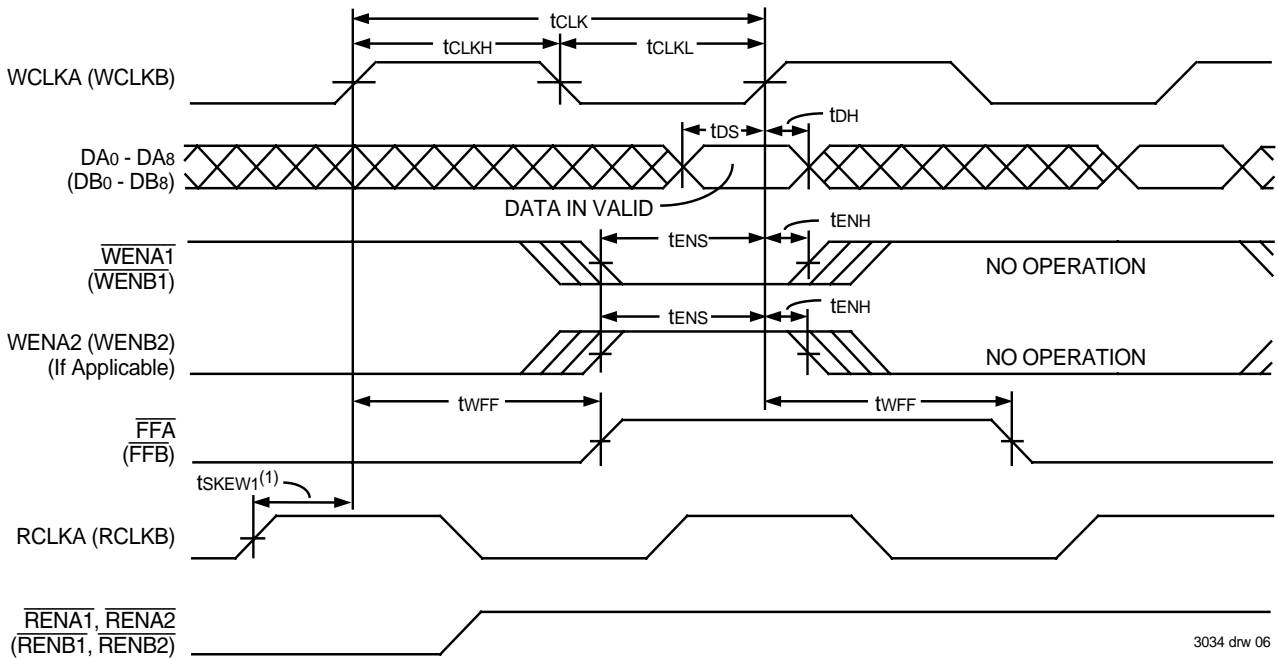 tCLK
tCLKH
tCLKL
WCLKA (WCLKB)
tDH
tDS
DA0 - DA8
(DB0 - DB8)
DATA IN VALID
tENH
tENS
WENA1
(WENB1)
NO OPERATION
tENH
tENS
WENA2 (WENB2)
(If Applicable)
NO OPERATION
tWFF
tWFF
FFA
(FFB)
tSKEW1(1)
RCLKA (RCLKB)
RENA1, RENA2
(RENB1, RENB2)
3034 drw 06